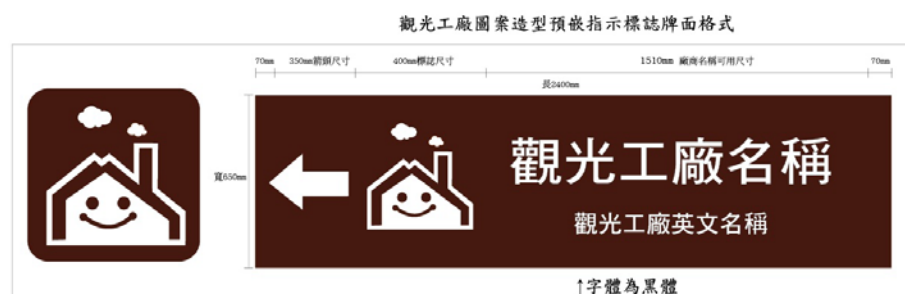 觀光工廠圖案造型預嵌指示標誌牌面格式
70mm 350mm箭頭尺寸 400mm標誌尺寸 1510mm 廠商名稱可用尺寸 70mm
長2400mm
寬650mm
觀光工廠名稱
觀光工廠英文名稱
↑字體為黑體